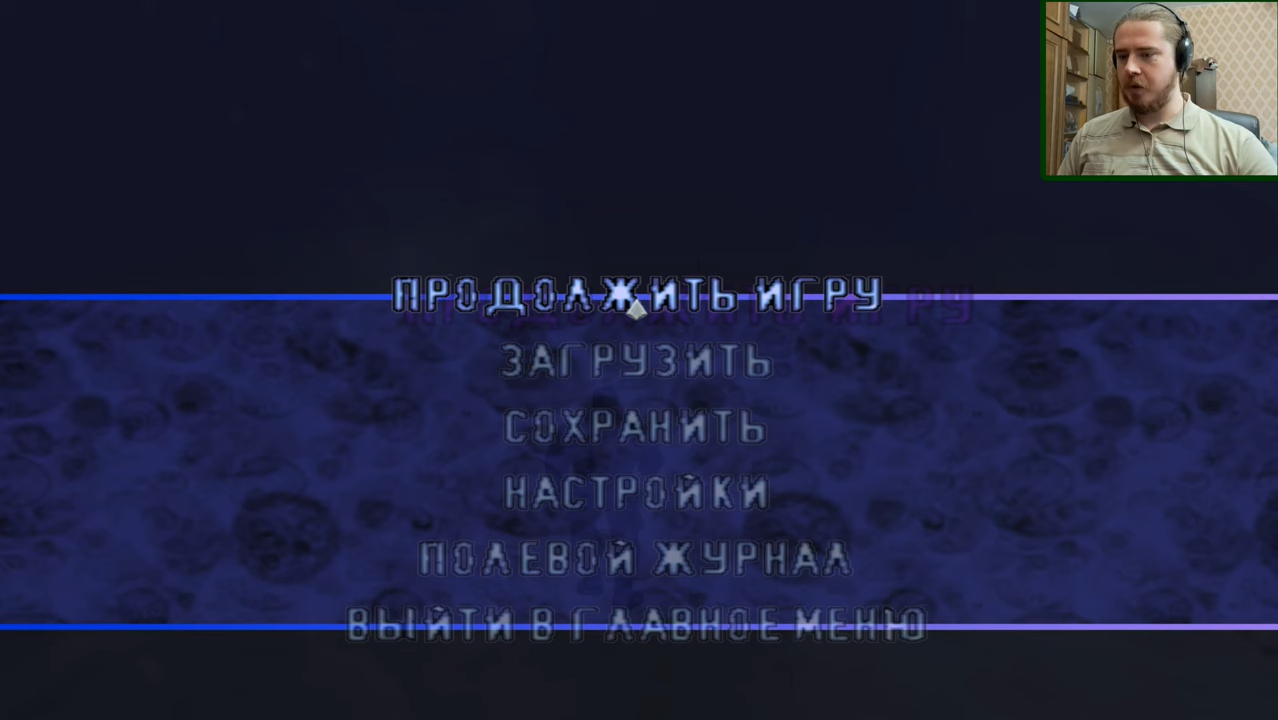 ПРОДОЛЖИТЬ ИГРУ
ЗАГРУЗИТЬ
СОХРАНИТЬ
НАСТРОЙКИ
ПОЛЕВОЙ ЖУРНАЛ
ВЫЙТИ В ГЛАВНОЕ МЕНЮ